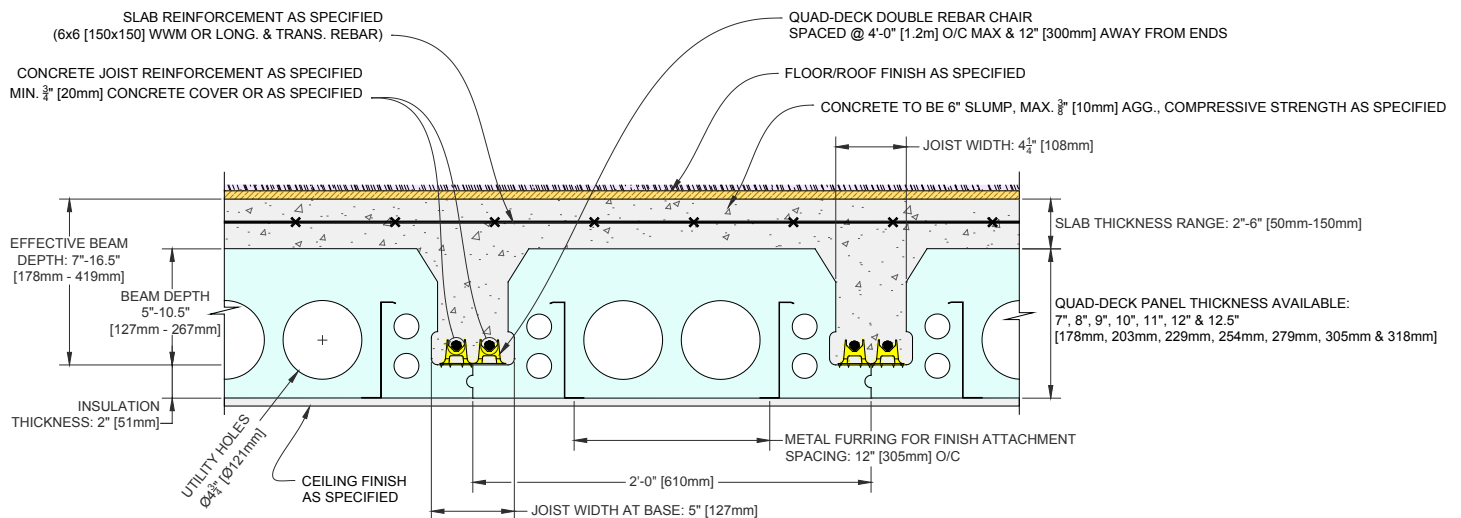 SLAB REINFORCEMENT AS SPECIFIED
(6x6 [150x150] WWM OR LONG. & TRANS. REBAR)
QUAD-DECK DOUBLE REBAR CHAIR
SPACED @ 4'-0" [1.2m] O/C MAX & 12" [300mm] AWAY FROM ENDS
CONCRETE JOIST REINFORCEMENT AS SPECIFIED
MIN. 3/4" [20mm] CONCRETE COVER OR AS SPECIFIED
FLOOR/ROOF FINISH AS SPECIFIED
CONCRETE TO BE 6" SLUMP, MAX. 3/8" [10mm] AGG., COMPRESSIVE STRENGTH AS SPECIFIED
JOIST WIDTH: 4 1/4" [108mm]
SLAB THICKNESS RANGE: 2"-6" [50mm-150mm]
EFFECTIVE BEAM
DEPTH: 7"-16.5"
[178mm - 419mm]
BEAM DEPTH
5"-10.5"
[127mm - 267mm]
QUAD-DECK PANEL THICKNESS AVAILABLE:
7", 8", 9", 10", 11", 12" & 12.5"
[178mm, 203mm, 229mm, 254mm, 279mm, 305mm & 318mm]
INSULATION
THICKNESS: 2" [51mm]
UTILITY HOLES
Ø4 3/4" [Ø121mm]
CEILING FINISH
AS SPECIFIED
METAL FURRING FOR FINISH ATTACHMENT
SPACING: 12" [305mm] O/C
2'-0" [610mm]
JOIST WIDTH AT BASE: 5" [127mm]